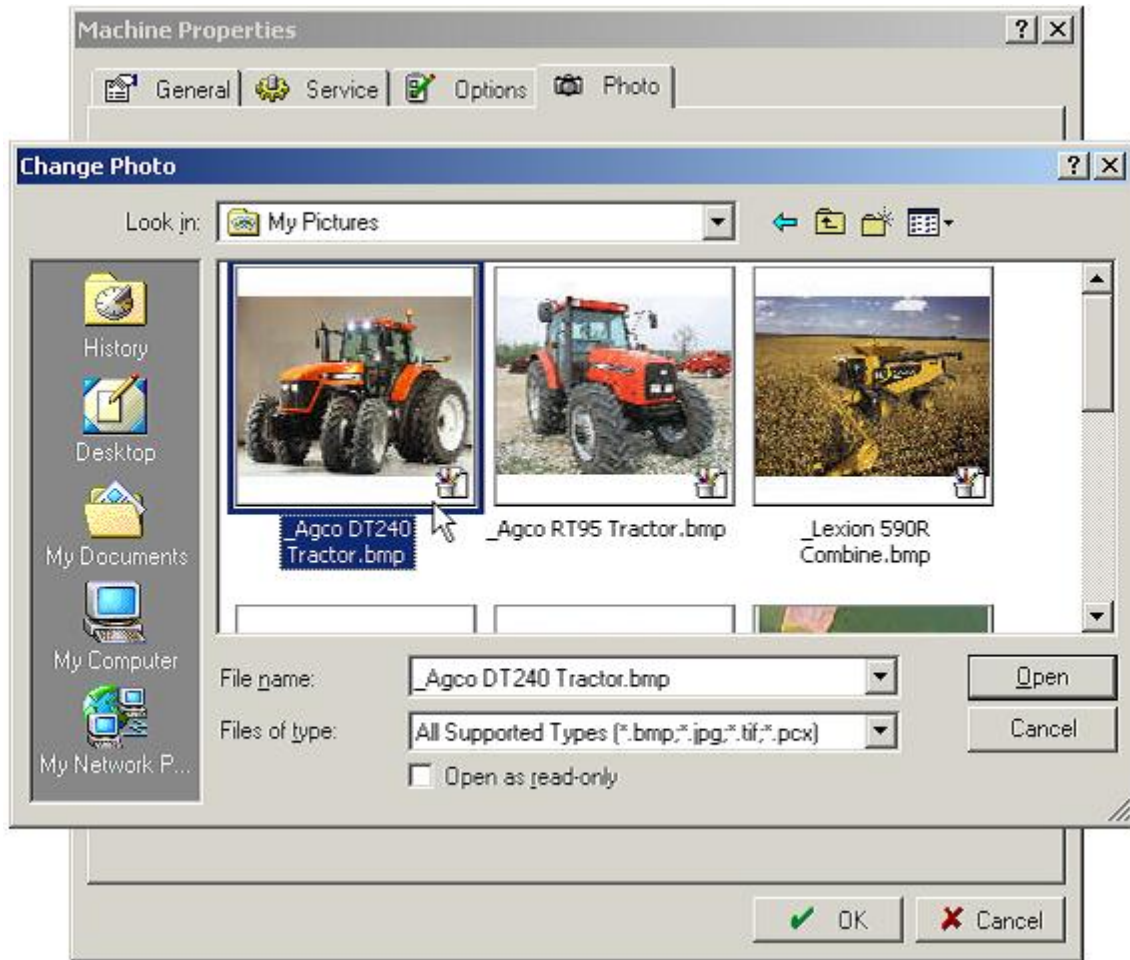 Machine Properties
General Service Options Photo
Change Photo
Look in: My Pictures
History
Desktop
My Documents
My Computer
My Network P...
_Agco DT240
Tractor.bmp
_Agco RT95 Tractor.bmp
_Lexion 590R
Combine.bmp
File name: _Agco DT240 Tractor.bmp Open
Files of type: All Supported Types (*.bmp;*.jpg;*.tif;*.pcx) Cancel
Open as read-only
OK Cancel